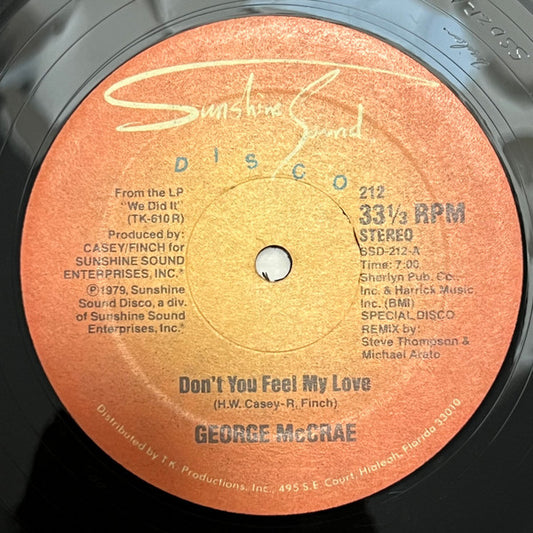 Sunshine Sound
DISCO
From the LP
"We Did It"
(TK-610 R)
Produced by:
CASEY/FINCH for
SUNSHINE SOUND
ENTERPRISES, INC.*
℗1979, Sunshine
Sound Disco, a div.
of Sunshine Sound
Enterprises, Inc.*
212
33⅓ RPM
STEREO
SSD-212-A
Time: 7:00
Sherlyn Pub. Co.,
Inc. & Harrick Music
Inc. (BMI)
SPECIAL DISCO
REMIX by:
Steve Thompson &
Michael Arato
Don't You Feel My Love
(H.W. Casey-R. Finch)
GEORGE McCRAE
Distributed by T.K. Productions, Inc., 495 S.E. Court, Hialeah, Florida 33010